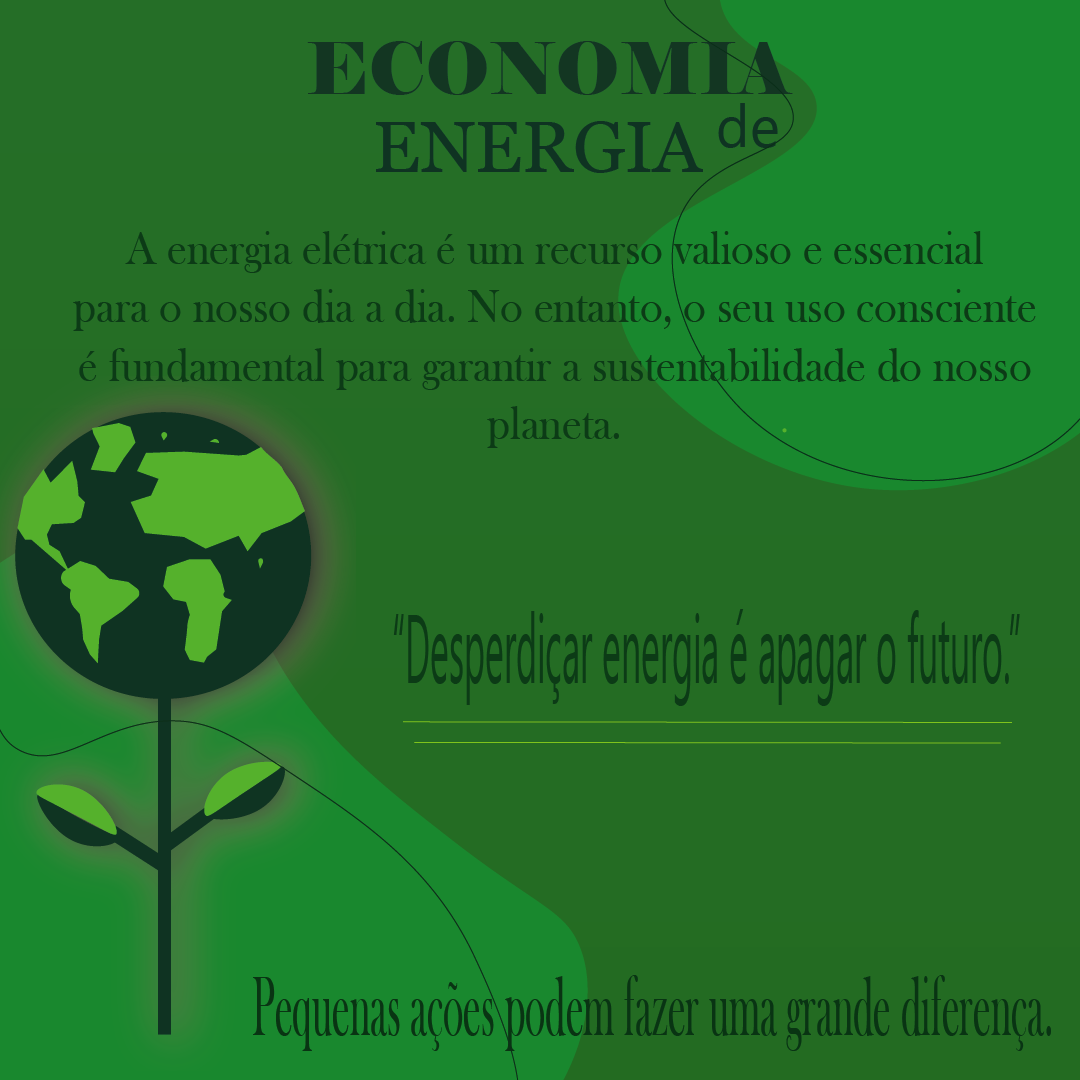 ECONOMIA
de
ENERGIA
A energia elétrica é um recurso valioso e essencial
para o nosso dia a dia. No entanto, o seu uso consciente
é fundamental para garantir a sustentabilidade do nosso
planeta.
“Desperdiçar energia é apagar o futuro.”
Pequenas ações podem fazer uma grande diferença.